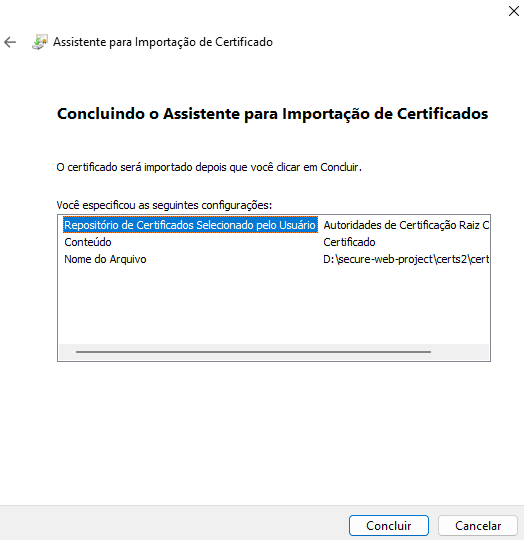 Assistente para Importação de Certificado
Concluindo o Assistente para Importação de Certificados
O certificado será importado depois que você clicar em Concluir.
Você especificou as seguintes configurações:
Repositório de Certificados Selecionado pelo Usuário Autoridades de Certificação Raiz C
Conteúdo Certificado
Nome do Arquivo D:\secure-web-project\certs2\cert
Concluir Cancelar